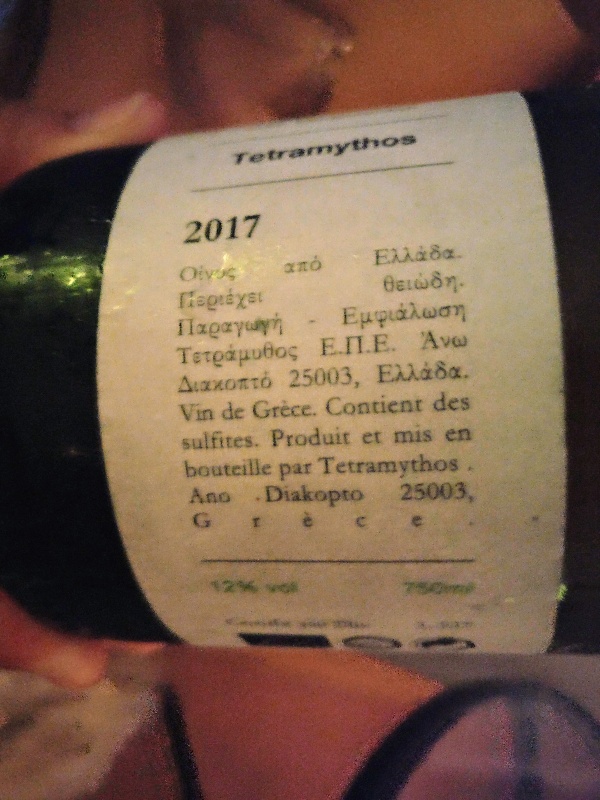 Tetramythos
2017
Οίνος από Ελλάδα.
Περιέχει θειώδη.
Παραγωγή - Εμφιάλωση
Τετράμυθος Ε.Π.Ε. Άνω
Διακοπτό 25003, Ελλάδα.
Vin de Grèce. Contient des
sulfites. Produit et mis en
bouteille par Tetramythos .
Ano Diakopto 25003,
G r è c e .
12% vol 750ml